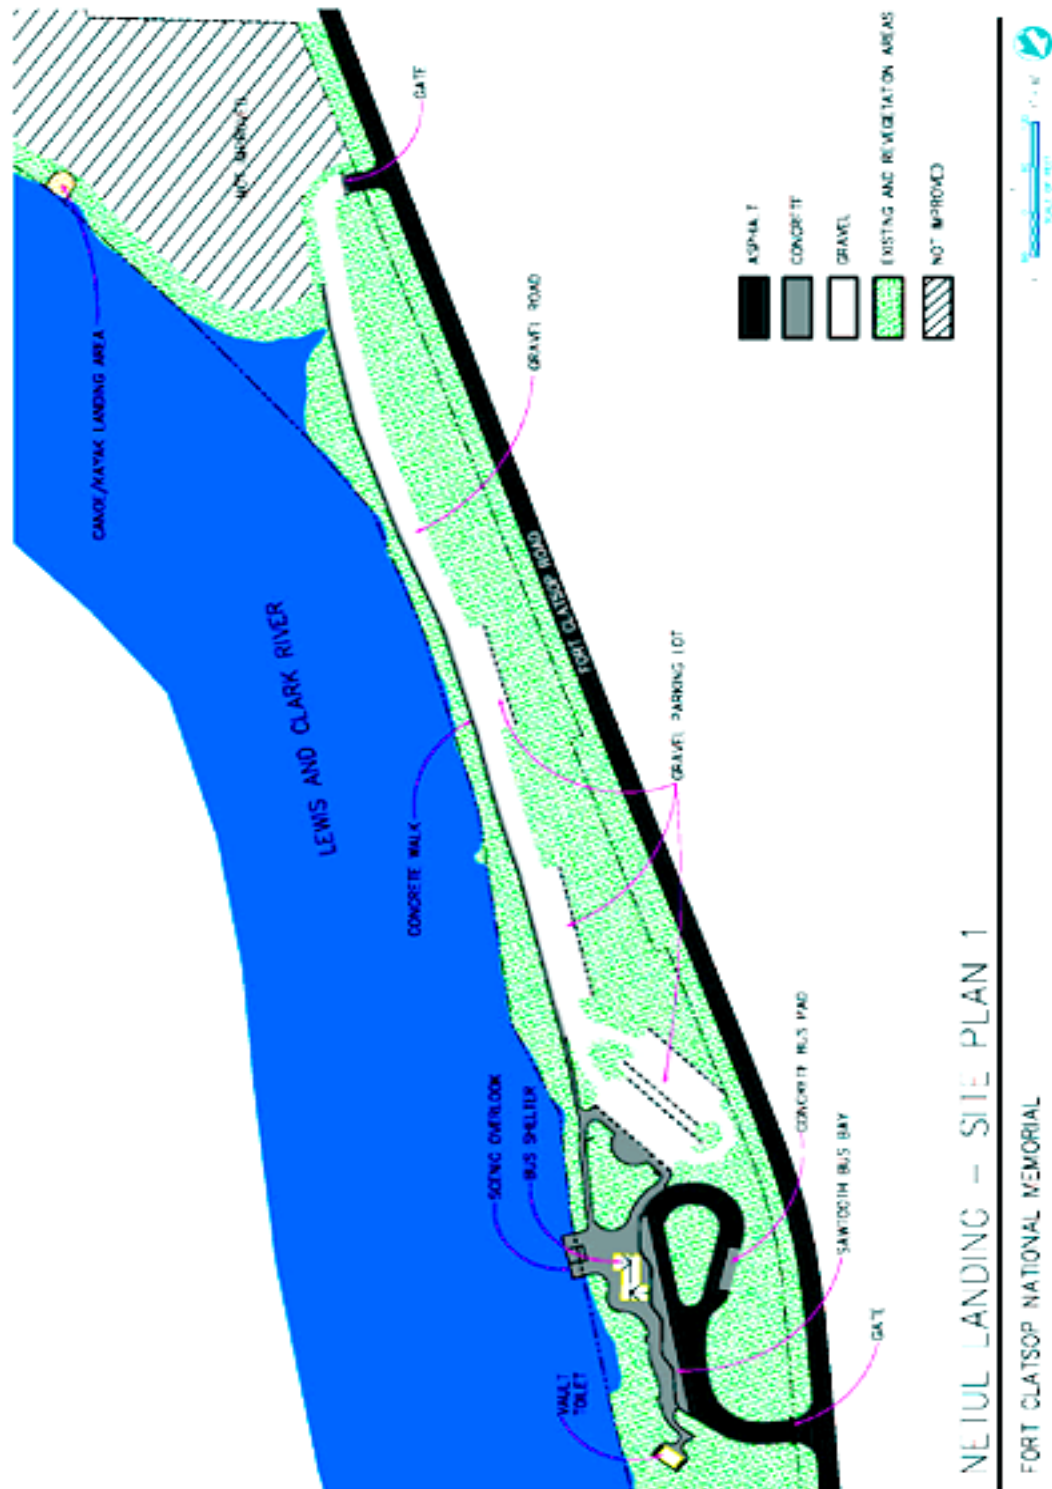 GATE
NOT IMPROVED
CANOE/KAYAK LANDING AREA
GRAVEL ROAD
LEWIS AND CLARK RIVER
FORT CLATSOP ROAD
CONCRETE WALK
GRAVEL PARKING LOT
SCENIC OVERLOOK
BUS SHELTER
CONCRETE BUS PAD
SAWTOOTH BUS BAY
VAULT
TOILET
GATE
ASPHALT
CONCRETE
GRAVEL
EXISTING AND REVEGETATION AREAS
NOT IMPROVED
NETUL LANDING - SITE PLAN 1
FORT CLATSOP NATIONAL MEMORIAL